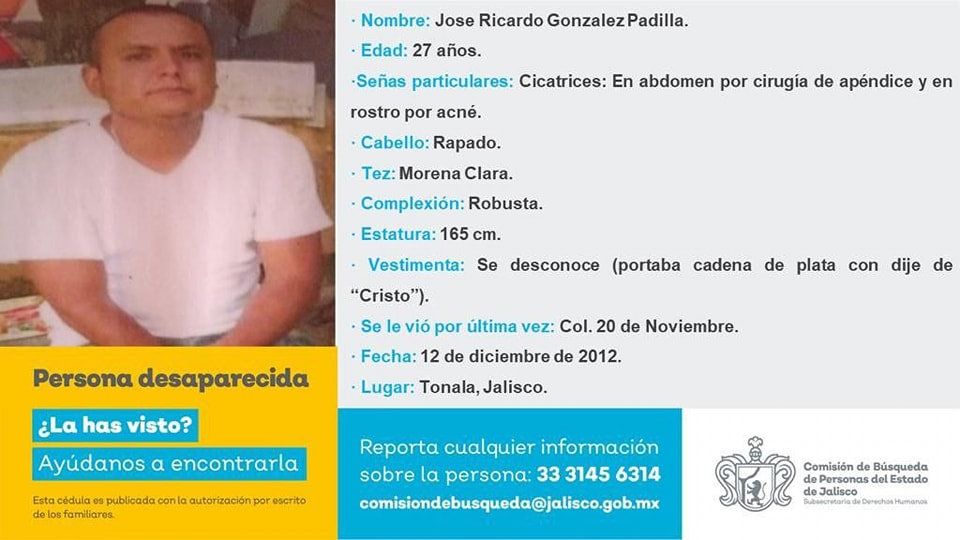 · Nombre: Jose Ricardo Gonzalez Padilla.
· Edad: 27 años.
·Señas particulares: Cicatrices: En abdomen por cirugía de apéndice y en
rostro por acné.
· Cabello: Rapado.
· Tez: Morena Clara.
· Complexión: Robusta.
· Estatura: 165 cm.
· Vestimenta: Se desconoce (portaba cadena de plata con dije de
“Cristo”).
· Se le vió por última vez: Col. 20 de Noviembre.
· Fecha: 12 de diciembre de 2012.
· Lugar: Tonala, Jalisco.
Persona desaparecida
¿La has visto?
Ayúdanos a encontrarla
Esta cédula es publicada con la autorización por escrito
de los familiares.
Reporta cualquier información
sobre la persona: 33 3145 6314
comisiondebusqueda@jalisco.gob.mx
Comisión de Búsqueda
de Personas del Estado
de Jalisco
Subsecretaría de Derechos Humanos